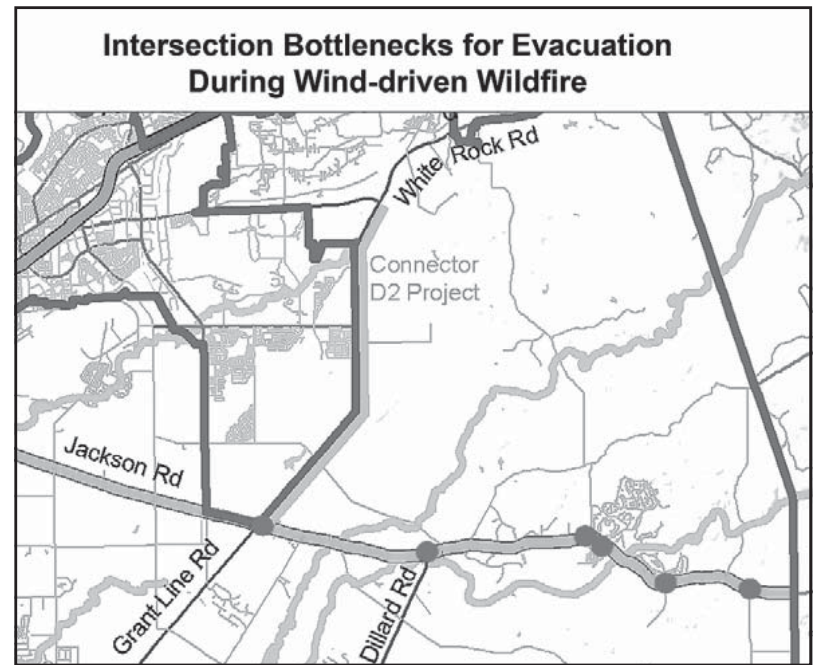 Intersection Bottlenecks for Evacuation
During Wind-driven Wildfire
White Rock Rd
Connector
D2 Project
Jackson Rd
Grant Line Rd
Dillard Rd